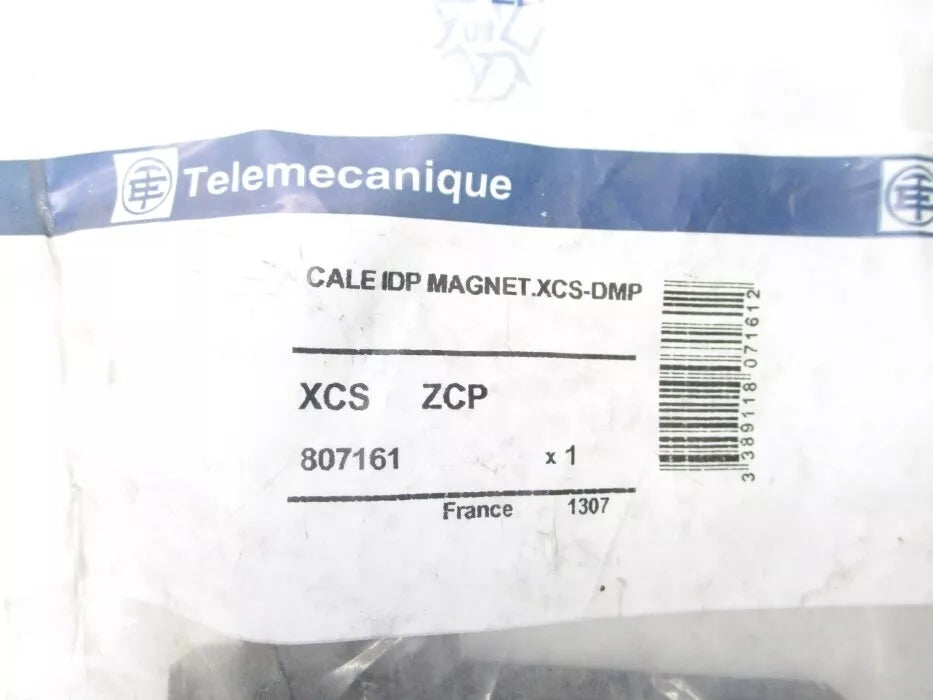 Telemecanique
CALE IDP MAGNET.XCS-DMP
XCS ZCP
807161 x 1
France 1307
3 389118 071612